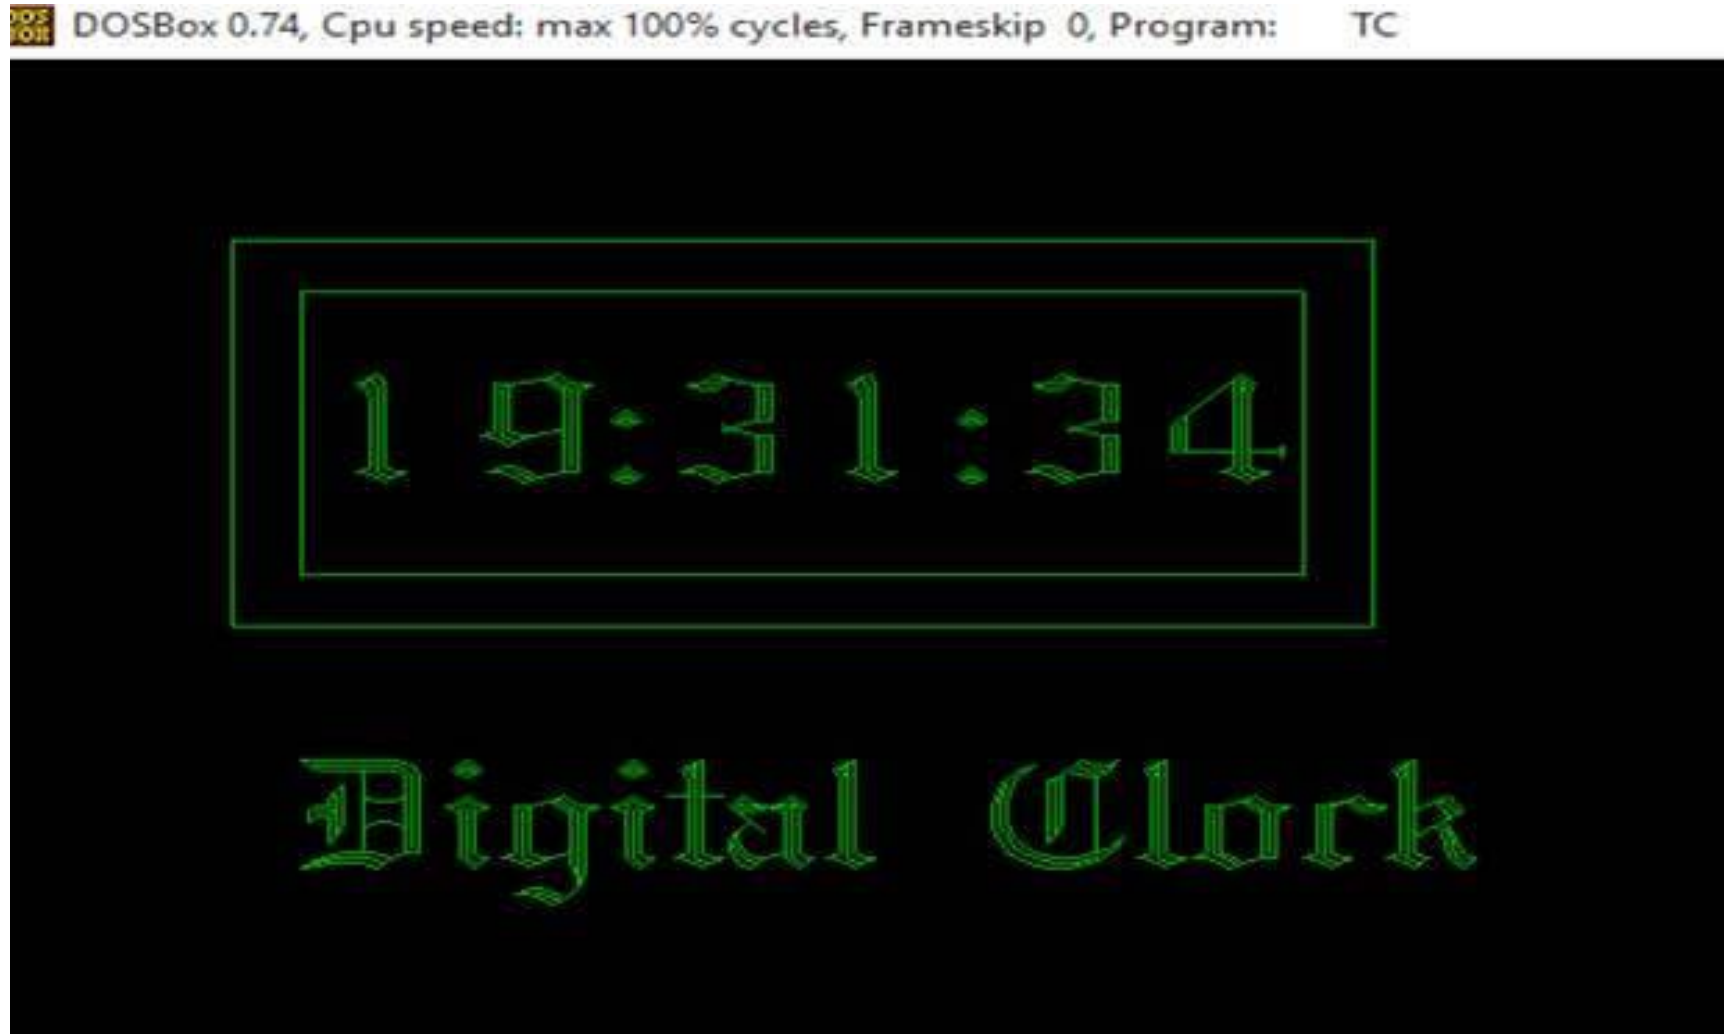 DOSBox 0.74, Cpu speed: max 100% cycles, Frameskip 0, Program: TC
19:31:34
Digital Clock